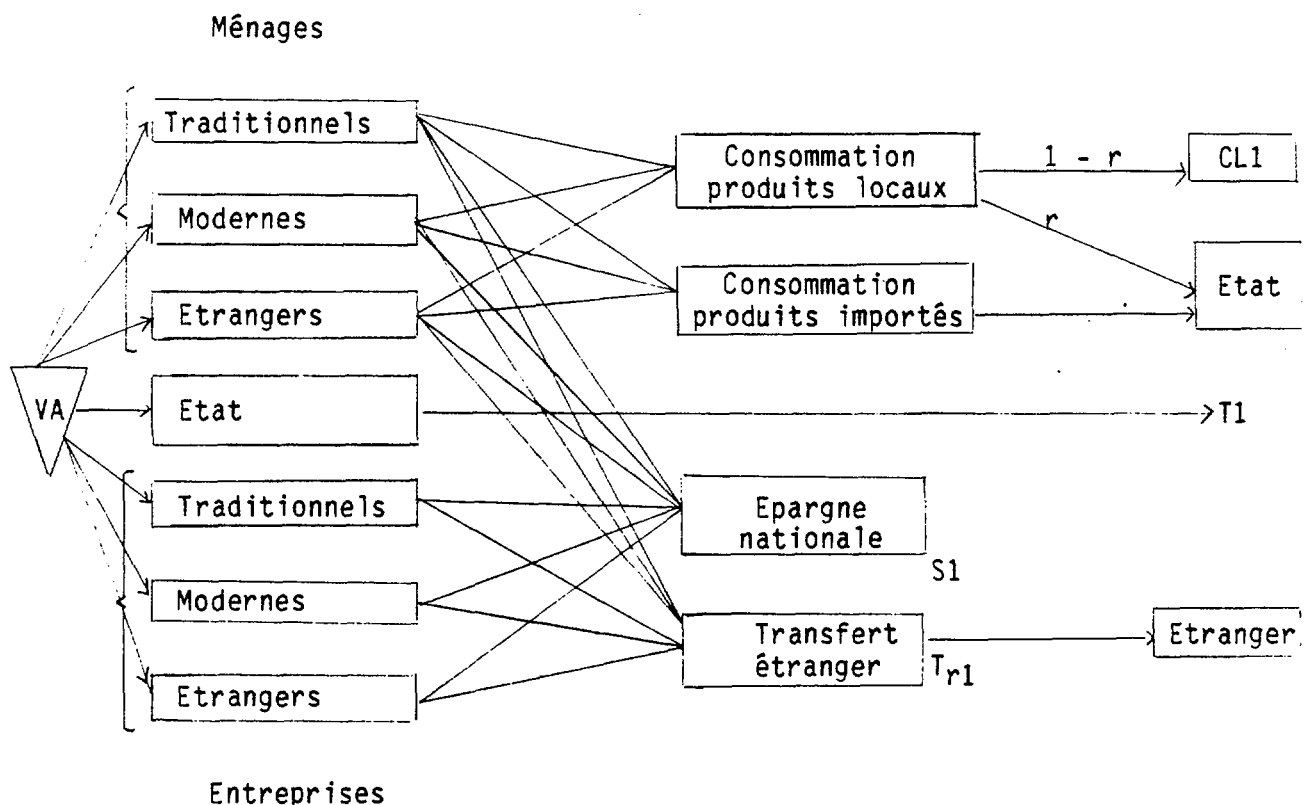 Ménages
Traditionnels
Modernes
Etrangers
VA
Etat
Traditionnels
Modernes
Etrangers
Entreprises
Consommation
produits locaux
Consommation
produits importés
Epargne
nationale
S1
Transfert
étranger
Tr1
1 - r
r
CL1
Etat
T1
Etranger